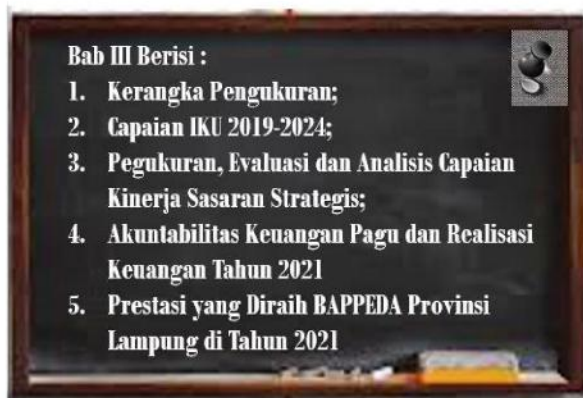 Bab III Berisi :
1. Kerangka Pengukuran;
2. Capaian IKU 2019-2024;
3. Pegukuran, Evaluasi dan Analisis Capaian
Kinerja Sasaran Strategis;
4. Akuntabilitas Keuangan Pagu dan Realisasi
Keuangan Tahun 2021
5. Prestasi yang Diraih BAPPEDA Provinsi
Lampung di Tahun 2021